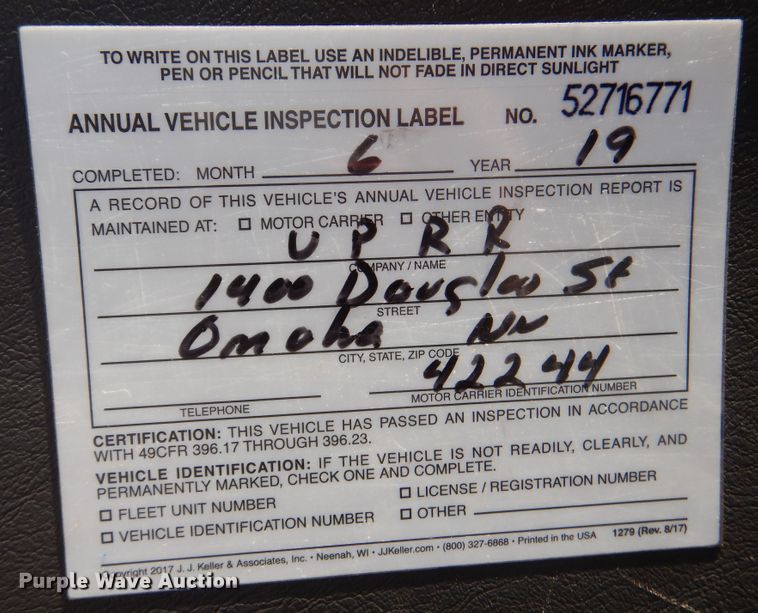 TO WRITE ON THIS LABEL USE AN INDELIBLE, PERMANENT INK MARKER,
PEN OR PENCIL THAT WILL NOT FADE IN DIRECT SUNLIGHT
ANNUAL VEHICLE INSPECTION LABEL NO. 52716771
COMPLETED: MONTH 6 YEAR 19
A RECORD OF THIS VEHICLE'S ANNUAL VEHICLE INSPECTION REPORT IS
MAINTAINED AT: MOTOR CARRIER OTHER ENTITY
U P R R
COMPANY / NAME
1400 Douglas St
STREET
Omaha
CITY, STATE, ZIP CODE
42244
TELEPHONE MOTOR CARRIER IDENTIFICATION NUMBER
CERTIFICATION: THIS VEHICLE HAS PASSED AN INSPECTION IN ACCORDANCE
WITH 49CFR 396.17 THROUGH 396.23.
VEHICLE IDENTIFICATION: IF THE VEHICLE IS NOT READILY, CLEARLY, AND
PERMANENTLY MARKED, CHECK ONE AND COMPLETE.
FLEET UNIT NUMBER LICENSE / REGISTRATION NUMBER
VEHICLE IDENTIFICATION NUMBER OTHER
Copyright 2017 J. J. Keller & Associates, Inc. • Neenah, WI • JJKeller.com • (800) 327-6868 • Printed in the USA 1279 (Rev. 8/17)
Purple Wave Auction